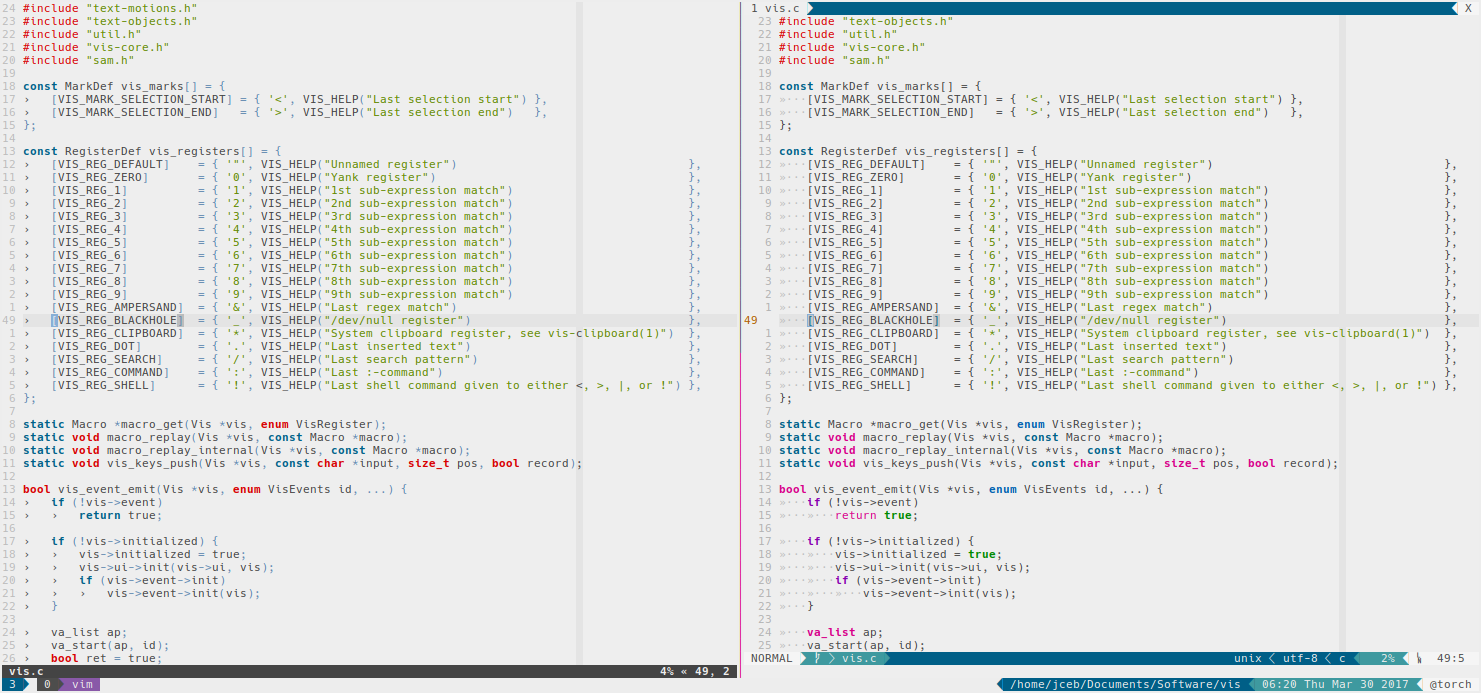 24 #include "text-motions.h"
23 #include "text-objects.h"
22 #include "util.h"
21 #include "vis-core.h"
20 #include "sam.h"
19
18 const MarkDef vis_marks[] = {
17 ›   [VIS_MARK_SELECTION_START] = { '<', VIS_HELP("Last selection start") },
16 ›   [VIS_MARK_SELECTION_END]   = { '>', VIS_HELP("Last selection end")   },
15 };
14
13 const RegisterDef vis_registers[] = {
12 ›   [VIS_REG_DEFAULT]    = { '"', VIS_HELP("Unnamed register") },
11 ›   [VIS_REG_ZERO]       = { '0', VIS_HELP("Yank register") },
10 ›   [VIS_REG_1]          = { '1', VIS_HELP("1st sub-expression match") },
9 ›   [VIS_REG_2]          = { '2', VIS_HELP("2nd sub-expression match") },
8 ›   [VIS_REG_3]          = { '3', VIS_HELP("3rd sub-expression match") },
7 ›   [VIS_REG_4]          = { '4', VIS_HELP("4th sub-expression match") },
6 ›   [VIS_REG_5]          = { '5', VIS_HELP("5th sub-expression match") },
5 ›   [VIS_REG_6]          = { '6', VIS_HELP("6th sub-expression match") },
4 ›   [VIS_REG_7]          = { '7', VIS_HELP("7th sub-expression match") },
3 ›   [VIS_REG_8]          = { '8', VIS_HELP("8th sub-expression match") },
2 ›   [VIS_REG_9]          = { '9', VIS_HELP("9th sub-expression match") },
1 ›   [VIS_REG_AMPERSAND]  = { '&', VIS_HELP("Last regex match") },
49 ›   [VIS_REG_BLACKHOLE]  = { '_', VIS_HELP("/dev/null register") },
1 ›   [VIS_REG_CLIPBOARD]  = { '*', VIS_HELP("System clipboard register, see vis-clipboard(1)") },
2 ›   [VIS_REG_DOT]        = { '.', VIS_HELP("Last inserted text") },
3 ›   [VIS_REG_SEARCH]     = { '/', VIS_HELP("Last search pattern") },
4 ›   [VIS_REG_COMMAND]    = { ':', VIS_HELP("Last :-command") },
5 ›   [VIS_REG_SHELL]      = { '!', VIS_HELP("Last shell command given to either <, >, |, or !") },
6 };
7
8 static Macro *macro_get(Vis *vis, enum VisRegister);
9 static void macro_replay(Vis *vis, const Macro *macro);
10 static void macro_replay_internal(Vis *vis, const Macro *macro);
11 static void vis_keys_push(Vis *vis, const char *input, size_t pos, bool record);
12
13 bool vis_event_emit(Vis *vis, enum VisEvents id, ...) {
14 ›   if (!vis->event)
15 ›   ›   return true;
16
17 ›   if (!vis->initialized) {
18 ›   ›   vis->initialized = true;
19 ›   ›   vis->ui->init(vis->ui, vis);
20 ›   ›   if (vis->event->init)
21 ›   ›   ›   vis->event->init(vis);
22 ›   }
23
24 ›   va_list ap;
25 ›   va_start(ap, id);
26 ›   bool ret = true;
vis.c 4% « 49, 2
1 vis.c X
23 #include "text-objects.h"
22 #include "util.h"
21 #include "vis-core.h"
20 #include "sam.h"
19
18 const MarkDef vis_marks[] = {
17 »···[VIS_MARK_SELECTION_START] = { '<', VIS_HELP("Last selection start") },
16 »···[VIS_MARK_SELECTION_END]   = { '>', VIS_HELP("Last selection end")   },
15 };
14
13 const RegisterDef vis_registers[] = {
12 »···[VIS_REG_DEFAULT]    = { '"', VIS_HELP("Unnamed register") },
11 »···[VIS_REG_ZERO]       = { '0', VIS_HELP("Yank register") },
10 »···[VIS_REG_1]          = { '1', VIS_HELP("1st sub-expression match") },
9 »···[VIS_REG_2]          = { '2', VIS_HELP("2nd sub-expression match") },
8 »···[VIS_REG_3]          = { '3', VIS_HELP("3rd sub-expression match") },
7 »···[VIS_REG_4]          = { '4', VIS_HELP("4th sub-expression match") },
6 »···[VIS_REG_5]          = { '5', VIS_HELP("5th sub-expression match") },
5 »···[VIS_REG_6]          = { '6', VIS_HELP("6th sub-expression match") },
4 »···[VIS_REG_7]          = { '7', VIS_HELP("7th sub-expression match") },
3 »···[VIS_REG_8]          = { '8', VIS_HELP("8th sub-expression match") },
2 »···[VIS_REG_9]          = { '9', VIS_HELP("9th sub-expression match") },
1 »···[VIS_REG_AMPERSAND]  = { '&', VIS_HELP("Last regex match") },
49 »···[VIS_REG_BLACKHOLE]  = { '_', VIS_HELP("/dev/null register") },
1 »···[VIS_REG_CLIPBOARD]  = { '*', VIS_HELP("System clipboard register, see vis-clipboard(1)") },
2 »···[VIS_REG_DOT]        = { '.', VIS_HELP("Last inserted text") },
3 »···[VIS_REG_SEARCH]     = { '/', VIS_HELP("Last search pattern") },
4 »···[VIS_REG_COMMAND]    = { ':', VIS_HELP("Last :-command") },
5 »···[VIS_REG_SHELL]      = { '!', VIS_HELP("Last shell command given to either <, >, |, or !") },
6 };
7
8 static Macro *macro_get(Vis *vis, enum VisRegister);
9 static void macro_replay(Vis *vis, const Macro *macro);
10 static void macro_replay_internal(Vis *vis, const Macro *macro);
11 static void vis_keys_push(Vis *vis, const char *input, size_t pos, bool record);
12
13 bool vis_event_emit(Vis *vis, enum VisEvents id, ...) {
14 »···if (!vis->event)
15 »···»···return true;
16
17 »···if (!vis->initialized) {
18 »···»···vis->initialized = true;
19 »···»···vis->ui->init(vis->ui, vis);
20 »···»···if (vis->event->init)
21 »···»···»···vis->event->init(vis);
22 »···}
23
24 »···va_list ap;
25 »···va_start(ap, id);
NORMAL vis.c unix utf-8 c 2% 49:5
3 0 vim /home/jceb/Documents/Software/vis 06:20 Thu Mar 30 2017 @torch